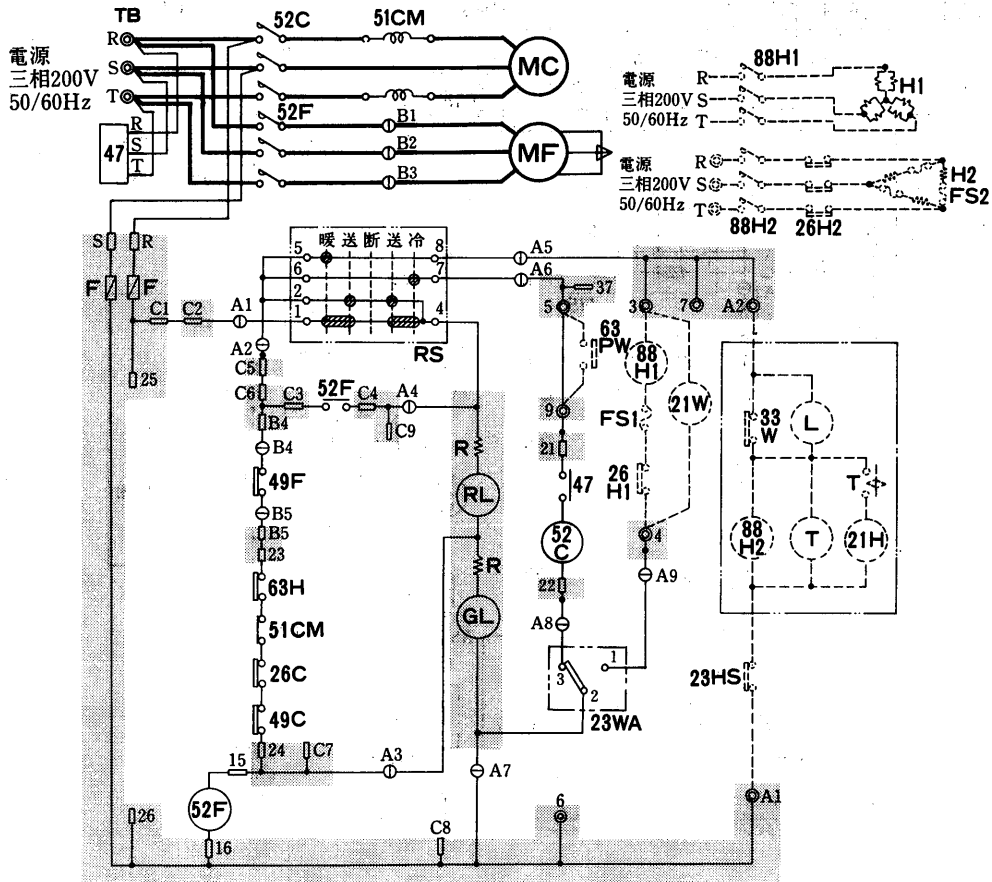 TB
52C
51CM
R
電源
三相200V
50/60Hz
S
T
MC
47
R
S
T
52F
B1
B2
B3
MF
88H1
電源
三相200V
50/60Hz
R
S
T
H1
電源
三相200V
50/60Hz
R
S
T
88H2
26H2
H2
FS2
S
R
F
F
暖 送 断 送 冷
5
8
6
7
2
1
4
RS
A5
A6
C1
C2
A1
25
A2
C5
C6
C3
52F
C4
A4
C9
B4
B4
49F
B5
B5
23
63H
51CM
26C
49C
24
C7
A3
15
52F
16
26
C8
R
RL
R
GL
A7
37
5
63
PW
9
21
47
52
C
22
A8
3
1
2
23WA
3
7
A2
88
H1
21W
FS1
26
H1
4
A9
33
W
L
T
88
H2
T
21H
23HS
6
A1